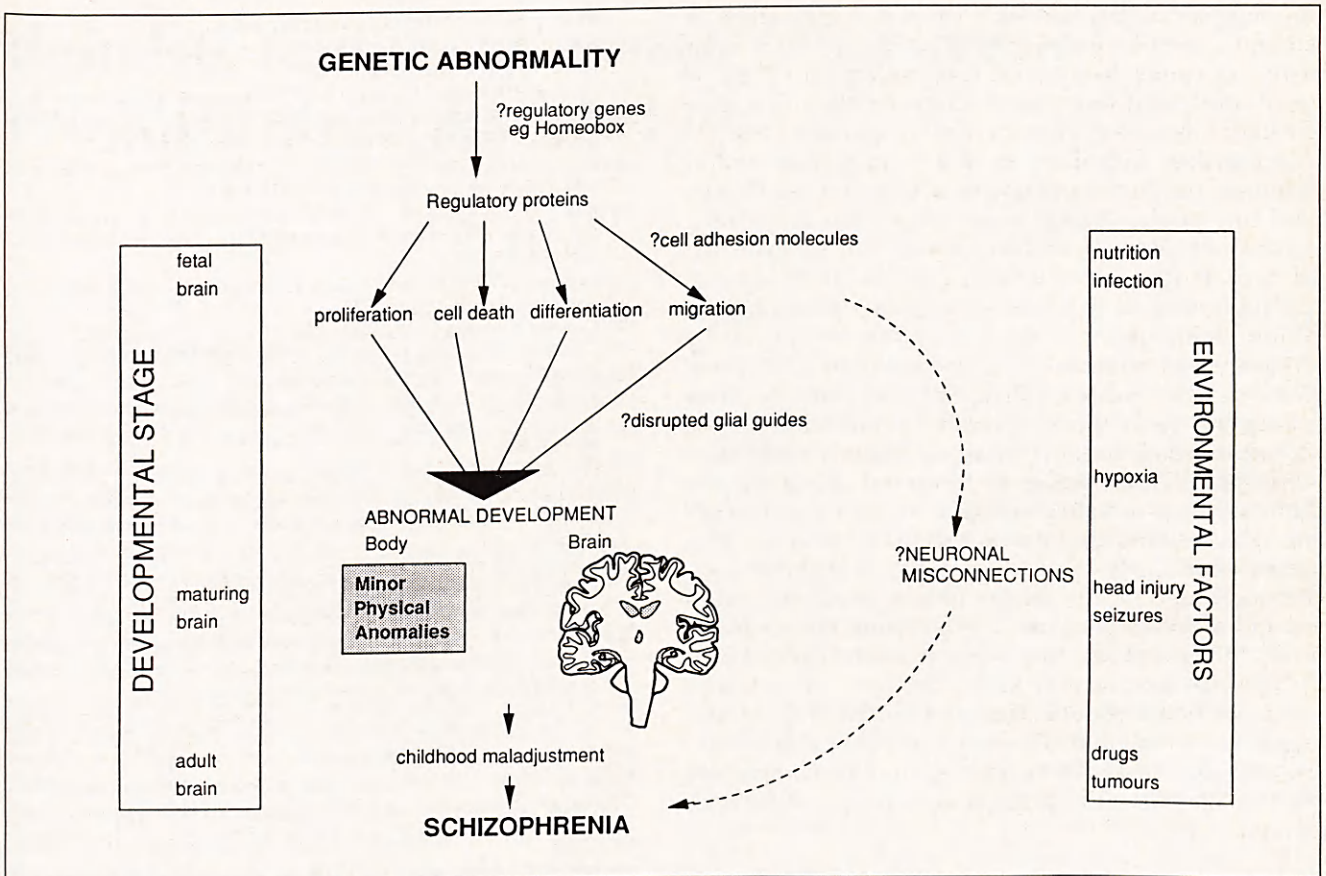 GENETIC ABNORMALITY
?regulatory genes
eg Homeobox
Regulatory proteins
?cell adhesion molecules
proliferation cell death differentiation migration
?disrupted glial guides
ABNORMAL DEVELOPMENT
Body Brain
Minor
Physical
Anomalies
childhood maladjustment
SCHIZOPHRENIA
?NEURONAL
MISCONNECTIONS
DEVELOPMENTAL STAGE
fetal
brain
maturing
brain
adult
brain
ENVIRONMENTAL FACTORS
nutrition
infection
hypoxia
head injury
seizures
drugs
tumours